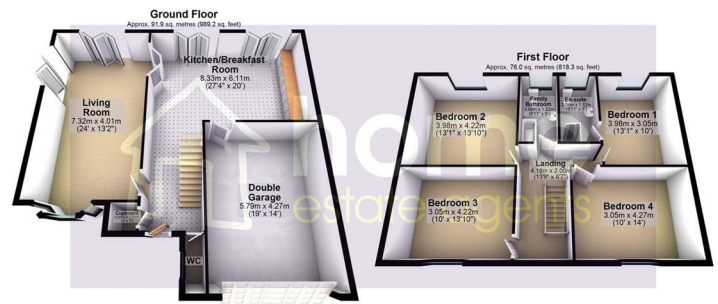 Ground Floor
Approx. 91.9 sq. metres (989.2 sq. feet)
Kitchen/Breakfast
Room
8.33m x 6.11m
(27'4" x 20')
Living
Room
7.32m x 4.01m
(24' x 13'2")
Double
Garage
5.79m x 4.27m
(19' x 14')
Cupboard
WC
First Floor
Approx. 76.0 sq. metres (818.3 sq. feet)
Bedroom 2
3.98m x 4.22m
(13'1" x 13'10")
Family
Bathroom
Ensuite
Bedroom 1
3.98m x 3.05m
(13'1" x 10')
Landing
4.18m x 2.00m
(13'9" x 6'7")
Bedroom 3
3.05m x 4.22m
(10' x 13'10")
Bedroom 4
3.05m x 4.27m
(10' x 14')
home
estate agents